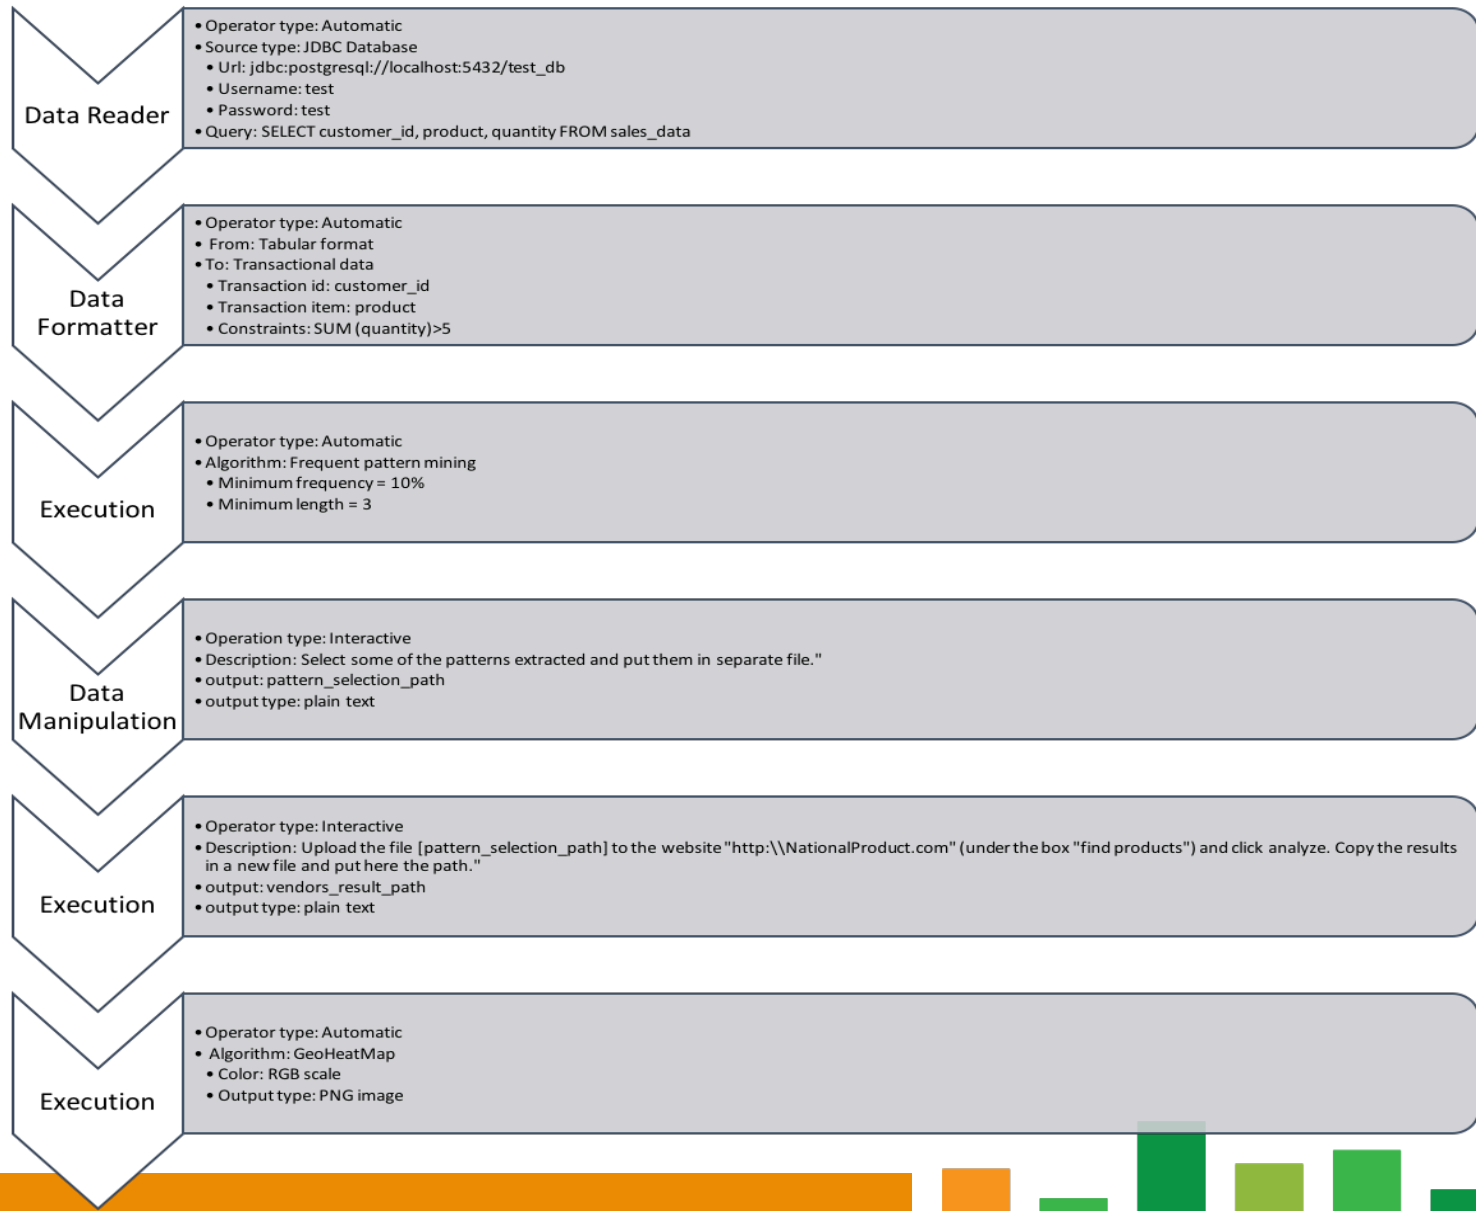 Data Reader
• Operator type: Automatic
• Source type: JDBC Database
• Url: jdbc:postgresql://localhost:5432/test_db
• Username: test
• Password: test
• Query: SELECT customer_id, product, quantity FROM sales_data
Data
Formatter
• Operator type: Automatic
• From: Tabular format
• To: Transactional data
• Transaction id: customer_id
• Transaction item: product
• Constraints: SUM (quantity)>5
Execution
• Operator type: Automatic
• Algorithm: Frequent pattern mining
• Minimum frequency = 10%
• Minimum length = 3
Data
Manipulation
• Operation type: Interactive
• Description: Select some of the patterns extracted and put them in separate file."
• output: pattern_selection_path
• output type: plain text
Execution
• Operator type: Interactive
• Description: Upload the file [pattern_selection_path] to the website "http:\\NationalProduct.com" (under the box "find products") and click analyze. Copy the results
in a new file and put here the path."
• output: vendors_result_path
• output type: plain text
Execution
• Operator type: Automatic
• Algorithm: GeoHeatMap
• Color: RGB scale
• Output type: PNG image